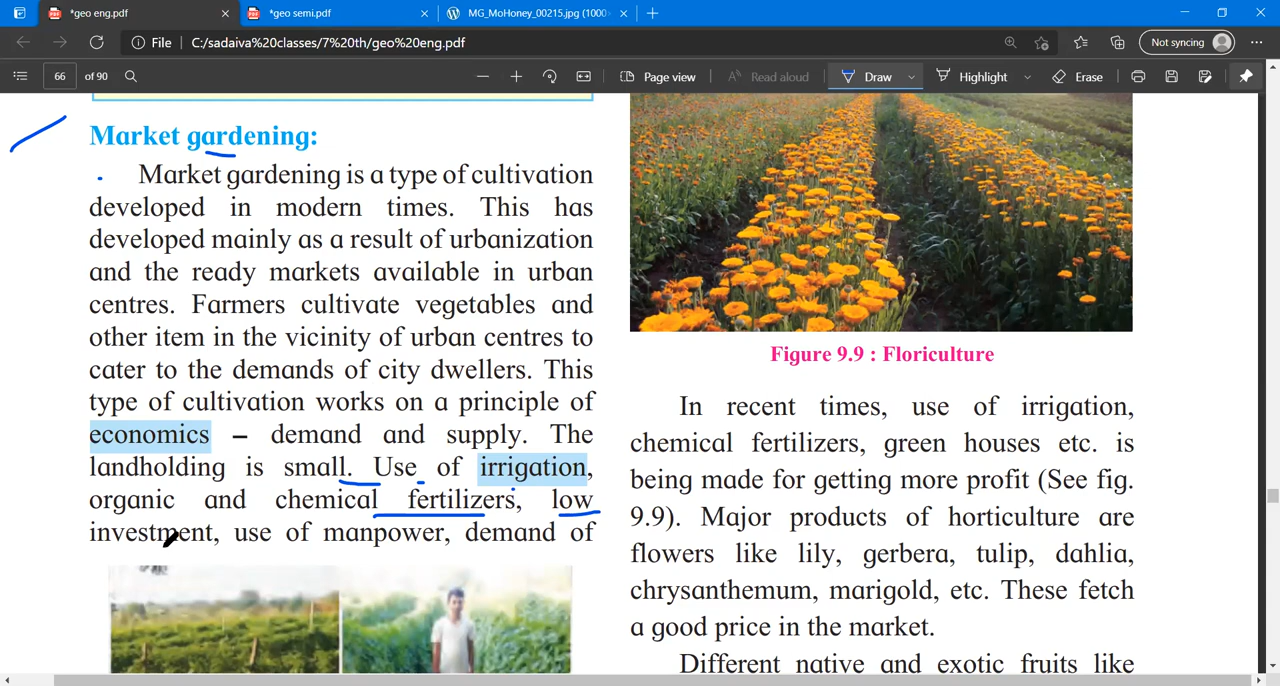 *geo eng.pdf
*geo semi.pdf
MG_MoHoney_00215.jpg (1000×
File
C:/sadaiva%20classes/7%20th/geo%20eng.pdf
Not syncing
66 of 90
Page view
Read aloud
Draw
Highlight
Erase
Market gardening:
Market gardening is a type of cultivation
developed in modern times. This has
developed mainly as a result of urbanization
and the ready markets available in urban
centres. Farmers cultivate vegetables and
other item in the vicinity of urban centres to
cater to the demands of city dwellers. This
type of cultivation works on a principle of
economics – demand and supply. The
landholding is small. Use of irrigation,
organic and chemical fertilizers, low
investment, use of manpower, demand of
Figure 9.9 : Floriculture
In recent times, use of irrigation,
chemical fertilizers, green houses etc. is
being made for getting more profit (See fig.
9.9). Major products of horticulture are
flowers like lily, gerbera, tulip, dahlia,
chrysanthemum, marigold, etc. These fetch
a good price in the market.
Different native and exotic fruits like